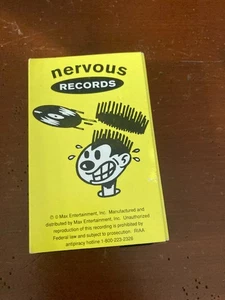 nervous
RECORDS
Ⓟ © Max Entertainment, Inc. Manufactured and
distributed by Max Entertainment, Inc. Unauthorized
reproduction of this recording is prohibited by
Federal law and subject to prosecution. RIAA
antipiracy hotline 1-800-223-2328